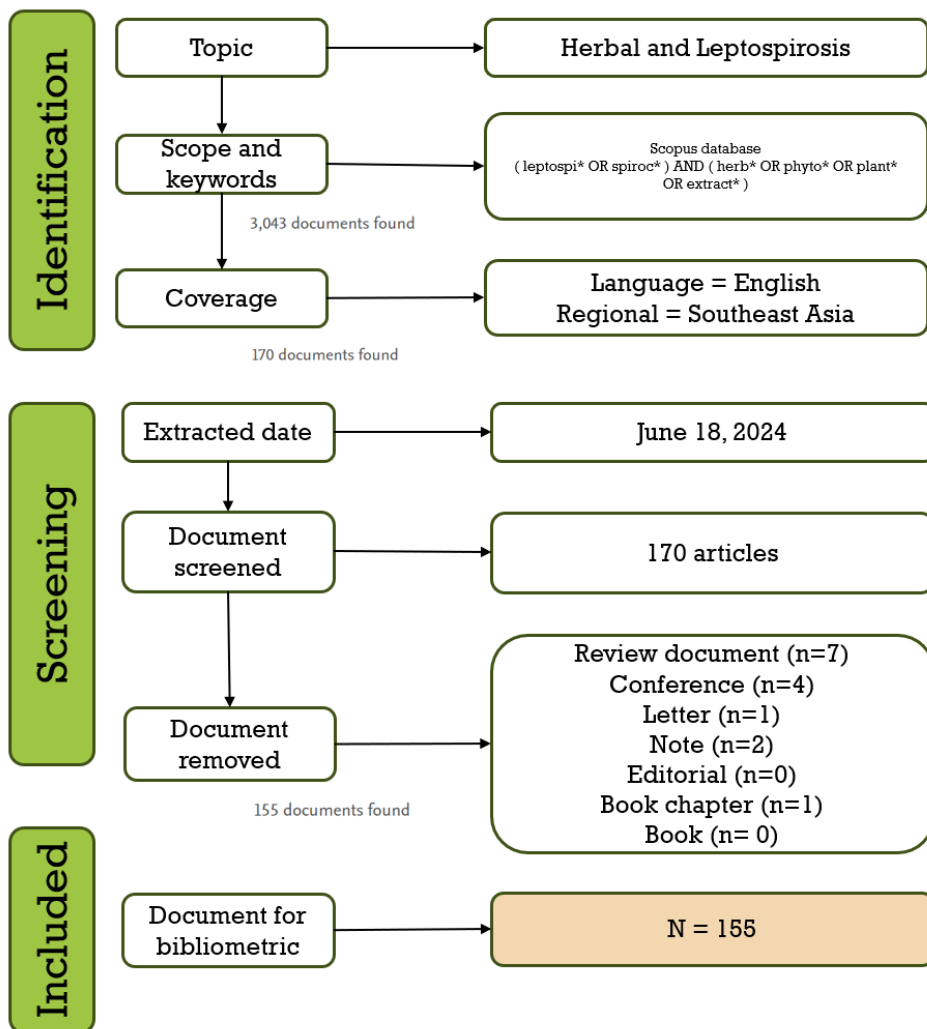 Identification
Topic
Herbal and Leptospirosis
Scope and
keywords
Scopus database
( leptospi* OR spiroc* ) AND ( herb* OR phyto* OR plant*
OR extract* )
3,043 documents found
Coverage
Language = English
Regional = Southeast Asia
170 documents found
Screening
Extracted date
June 18, 2024
Document
screened
170 articles
Document
removed
Review document (n=7)
Conference (n=4)
Letter (n=1)
Note (n=2)
Editorial (n=0)
Book chapter (n=1)
Book (n= 0)
155 documents found
Included
Document for
bibliometric
N = 155